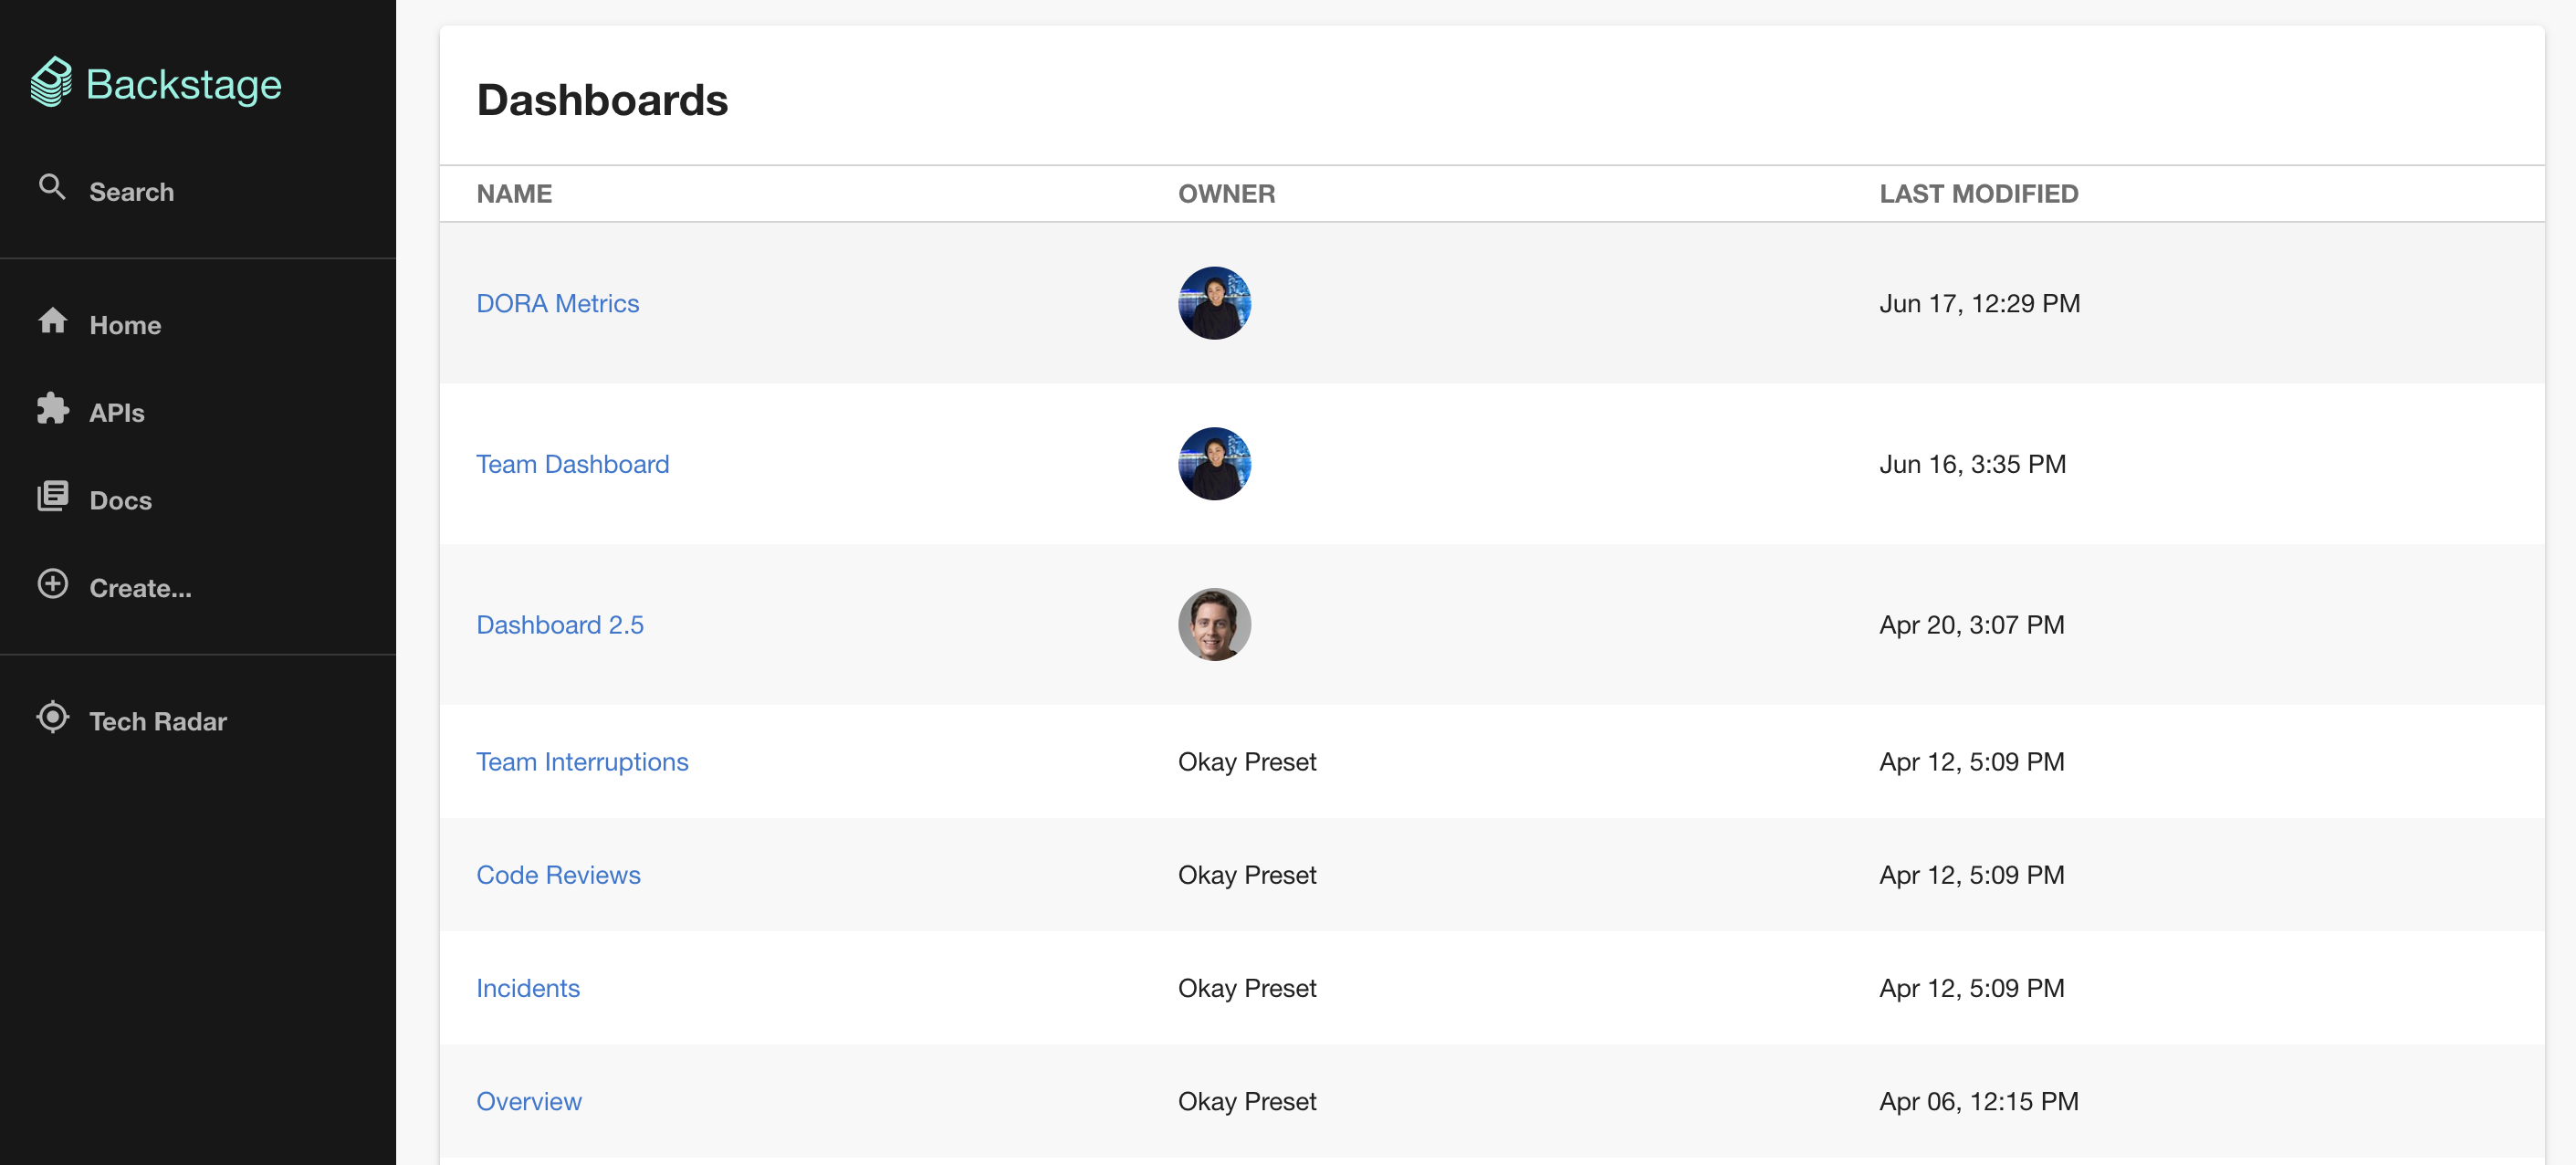 Backstage
Search
Home
APIs
Docs
Create...
Tech Radar
Dashboards
NAME OWNER LAST MODIFIED
DORA Metrics Jun 17, 12:29 PM
Team Dashboard Jun 16, 3:35 PM
Dashboard 2.5 Apr 20, 3:07 PM
Team Interruptions Okay Preset Apr 12, 5:09 PM
Code Reviews Okay Preset Apr 12, 5:09 PM
Incidents Okay Preset Apr 12, 5:09 PM
Overview Okay Preset Apr 06, 12:15 PM